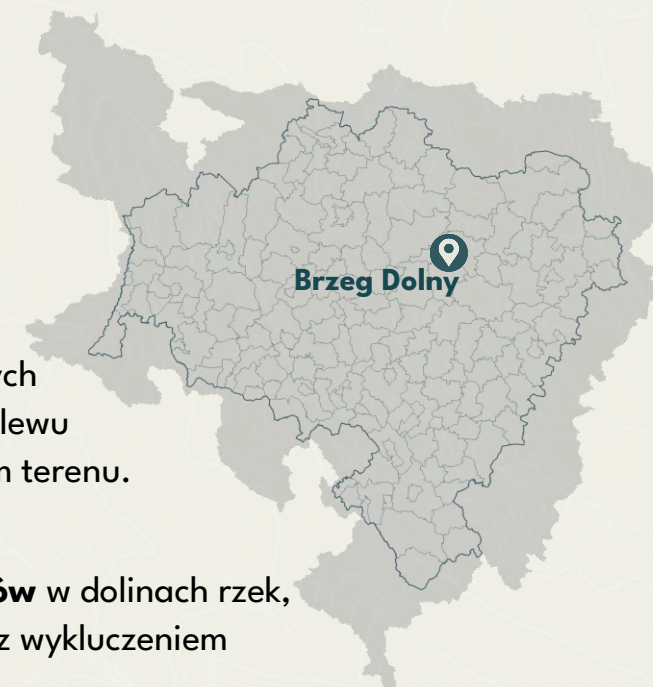 Brzeg Dolny
ych
lewu
m terenu.
ów w dolinach rzek,
z wykluczeniem